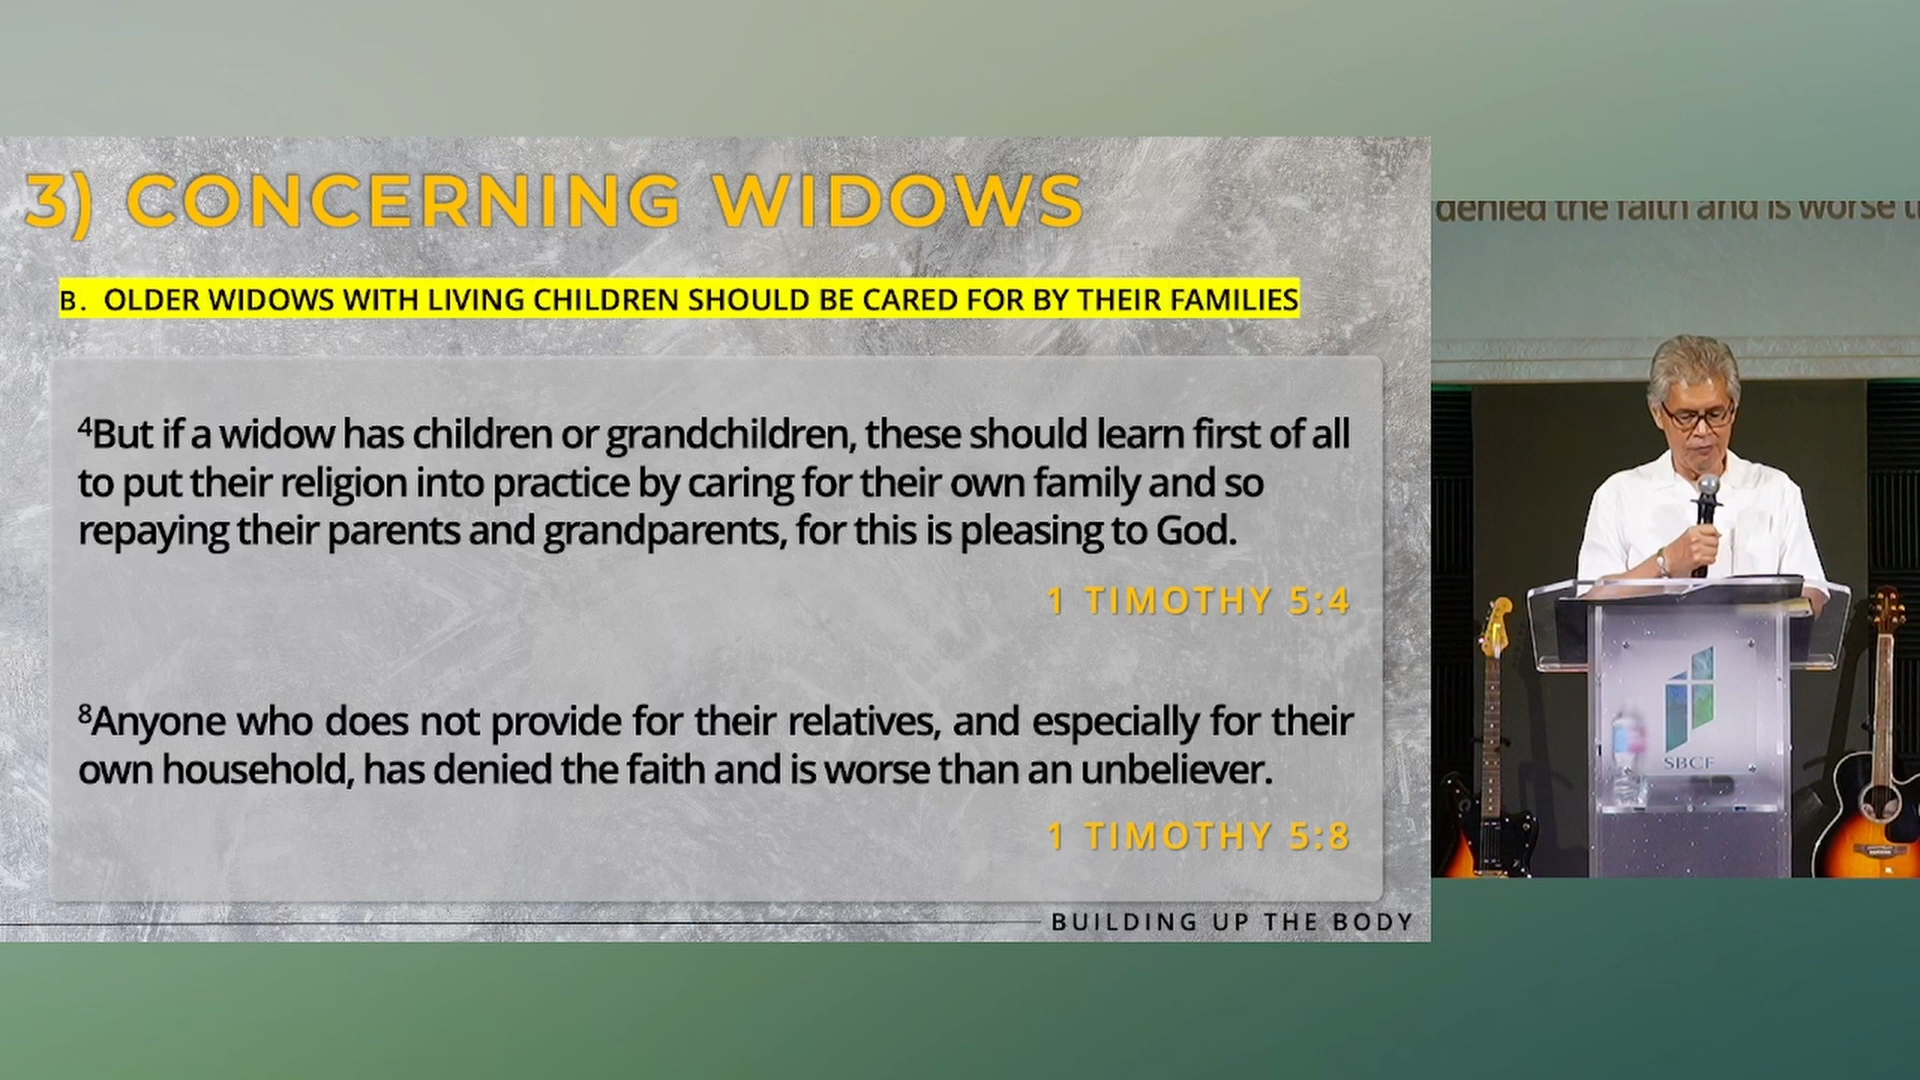 3) CONCERNING WIDOWS
B. OLDER WIDOWS WITH LIVING CHILDREN SHOULD BE CARED FOR BY THEIR FAMILIES
⁴But if a widow has children or grandchildren, these should learn first of all
to put their religion into practice by caring for their own family and so
repaying their parents and grandparents, for this is pleasing to God.
1 TIMOTHY 5:4
⁸Anyone who does not provide for their relatives, and especially for their
own household, has denied the faith and is worse than an unbeliever.
1 TIMOTHY 5:8
BUILDING UP THE BODY
denied the faith and is worse
SBCF